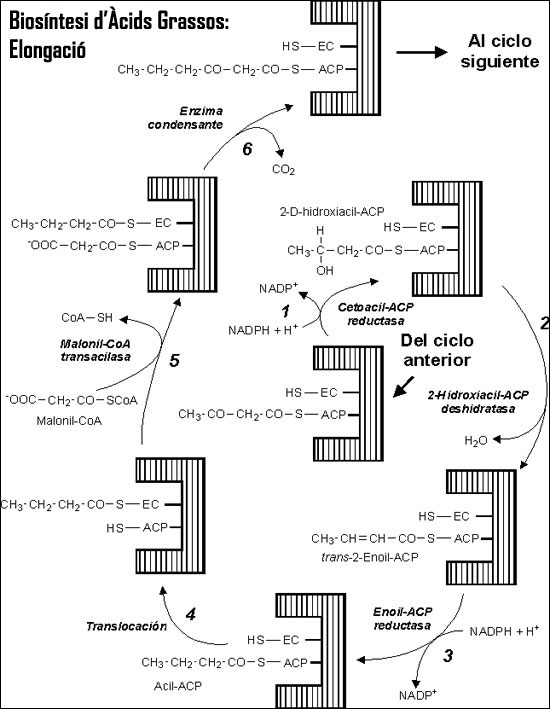 Biosíntesi d'Àcids Grassos:
Elongació
HS—EC
CH₃-CH₂-CH₂-CO-CH₂-CO-S—ACP
Al ciclo
siguiente
Enzima
condensante
6
CO₂
CH₃-CH₂-CH₂-CO-S—EC
⁻OOC-CH₂-CO-S—ACP
2-D-hidroxiacil-ACP
H
HS—EC
CH₃-C-CH₂-CO-S—ACP
OH
NADP⁺
1
NADPH + H⁺
Cetoacil-ACP
reductasa
2
CoA—SH
Malonil-CoA
transacilasa
5
Del ciclo
anterior
⁻OOC-CH₂-CO-SCoA
Malonil-CoA
HS—EC
CH₃-CO-CH₂-CO-S—ACP
2-Hidroxiacil-ACP
deshidratasa
H₂O
CH₃-CH₂-CH₂-CO-S—EC
HS—ACP
HS—EC
CH₃-CH=CH-CO-S—ACP
trans-2-Enoil-ACP
4
Translocación
HS—EC
CH₃-CH₂-CH₂-CO-S—ACP
Acil-ACP
Enoil-ACP
reductasa
NADPH + H⁺
3
NADP⁺